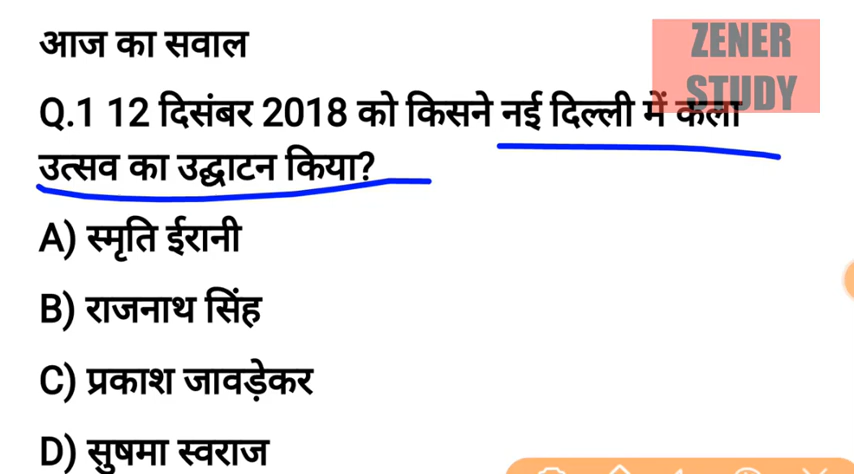 आज का सवाल
ZENER
STUDY
Q.1 12 दिसंबर 2018 को किसने नई दिल्ली में कला
उत्सव का उद्घाटन किया?
A) स्मृति ईरानी
B) राजनाथ सिंह
C) प्रकाश जावड़ेकर
D) सुषमा स्वराज